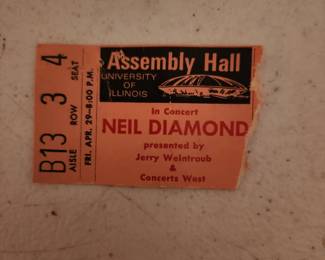 Assembly Hall
UNIVERSITY
OF
ILLINOIS
In Concert
NEIL DIAMOND
presented by
Jerry Weintraub
&
Concerts West
FRI. APR. 29–8:00 P.M.
B13 3 4
AISLE ROW SEAT